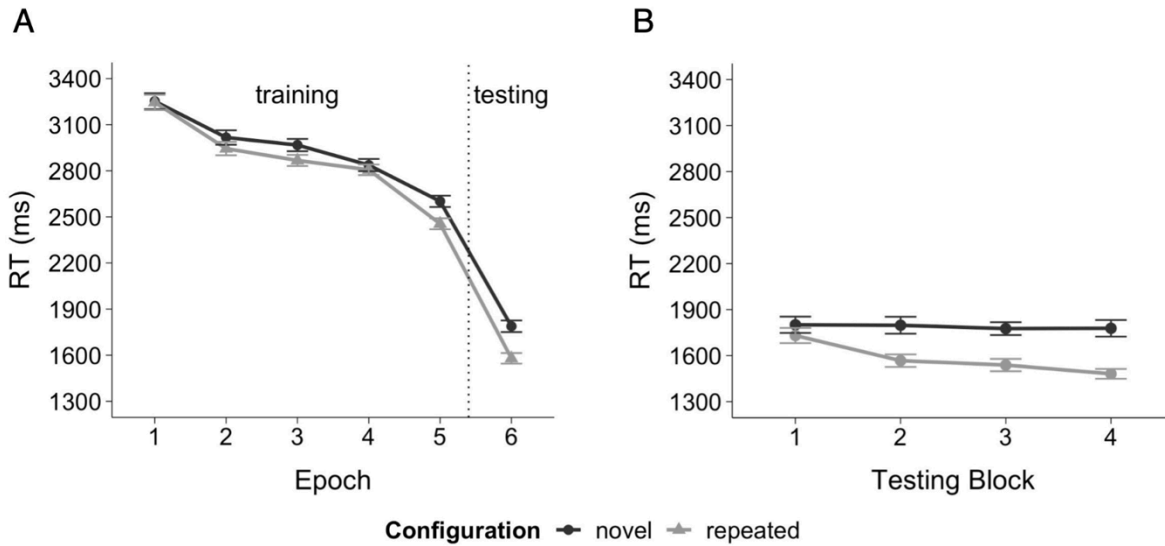 A
RT (ms)
3400
3100
2800
2500
2200
1900
1600
1300
training
testing
1 2 3 4 5 6
Epoch
B
RT (ms)
3400
3100
2800
2500
2200
1900
1600
1300
1 2 3 4
Testing Block
Configuration novel repeated